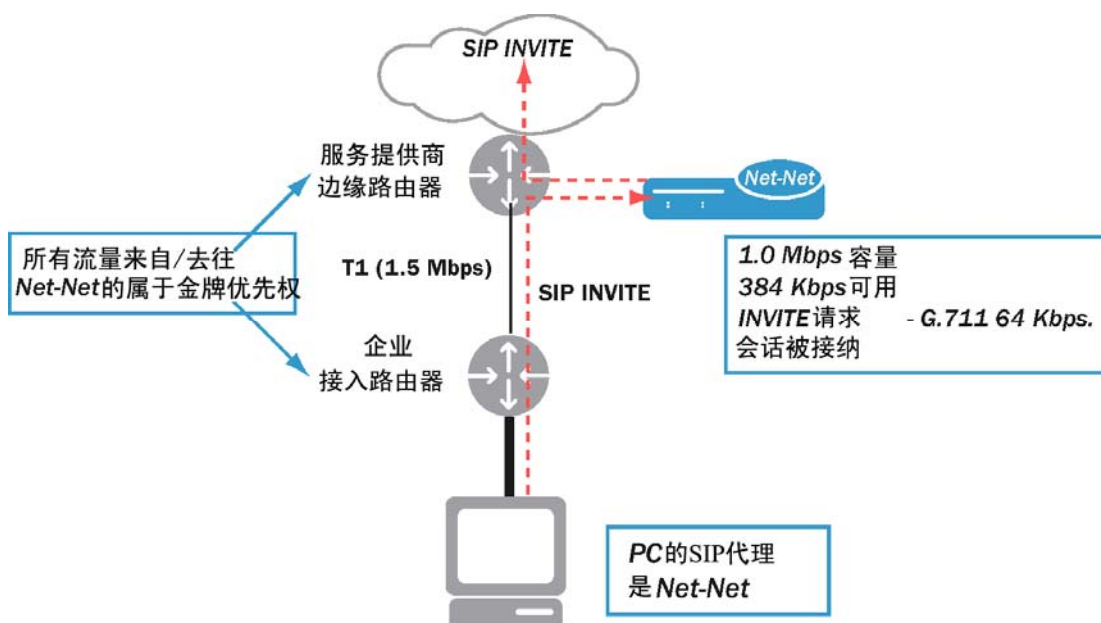 SIP INVITE
服务提供商
边缘路由器
Net-Net
所有流量来自/去往
Net-Net的属于金牌优先权
T1 (1.5 Mbps)
SIP INVITE
1.0 Mbps 容量
384 Kbps可用
INVITE请求 - G.711 64 Kbps.
会话被接纳
企业
接入路由器
PC的SIP代理
是Net-Net